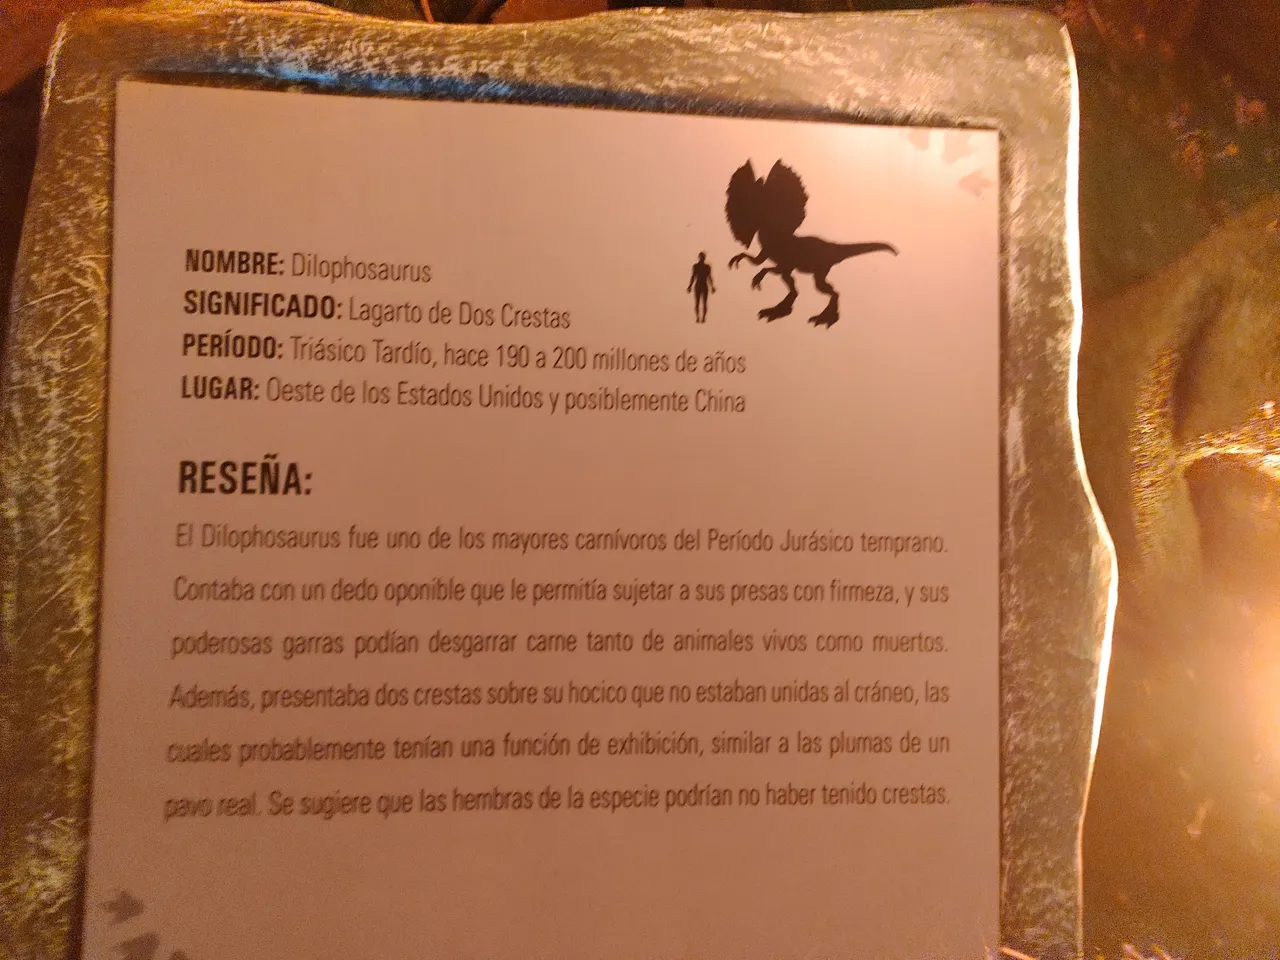 NOMBRE: Dilophosaurus
SIGNIFICADO: Lagarto de Dos Crestas
PERÍODO: Triásico Tardío, hace 190 a 200 millones de años
LUGAR: Oeste de los Estados Unidos y posiblemente China
RESEÑA:
El Dilophosaurus fue uno de los mayores carnívoros del Período Jurásico temprano.
Contaba con un dedo oponible que le permitía sujetar a sus presas con firmeza, y sus
poderosas garras podían desgarrar carne tanto de animales vivos como muertos.
Además, presentaba dos crestas sobre su hocico que no estaban unidas al cráneo, las
cuales probablemente tenían una función de exhibición, similar a las plumas de un
pavo real. Se sugiere que las hembras de la especie podrían no haber tenido crestas.